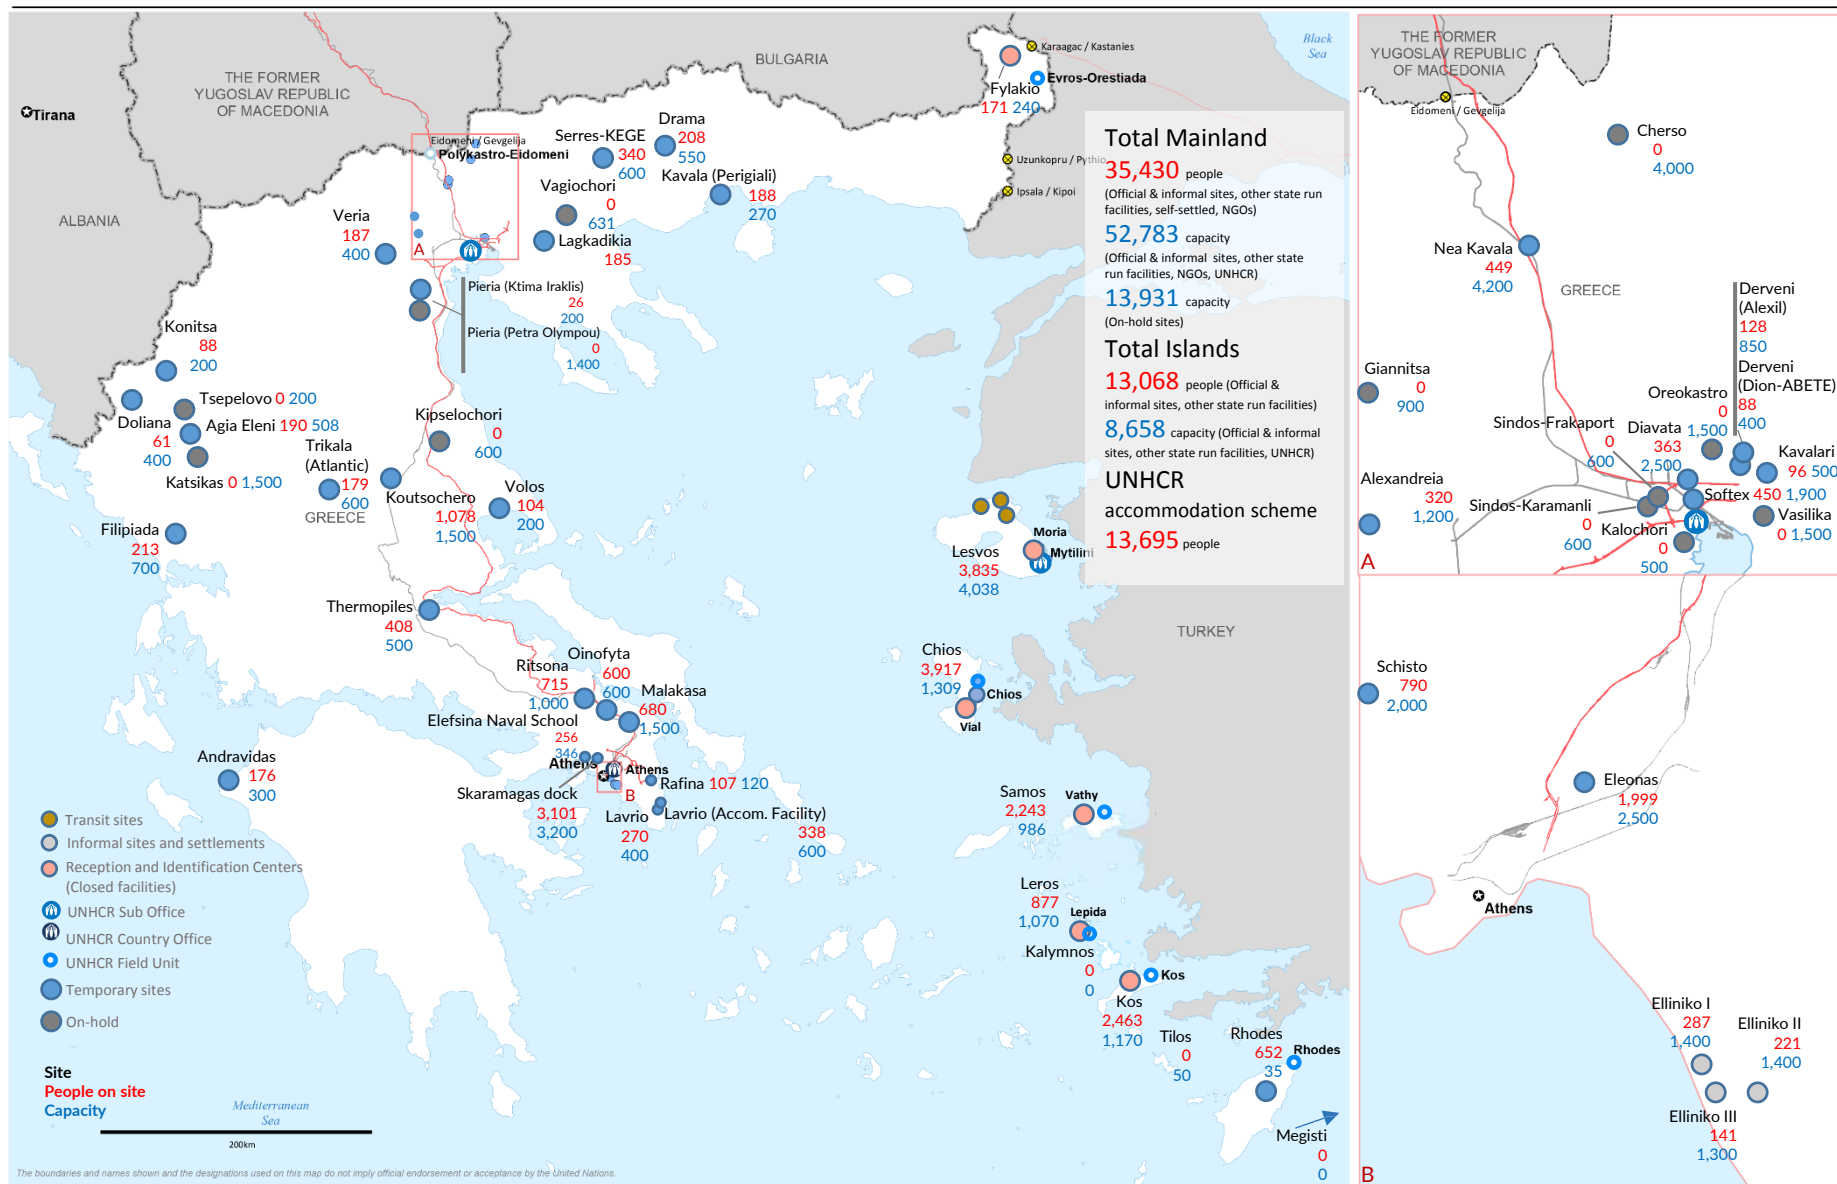 THE FORMER
YUGOSLAV REPUBLIC
OF MACEDONIA
BULGARIA
Black
Sea
Tirana
ALBANIA
Karaagac / Kastanies
Evros-Orestiada
Fylakio
171 240
Uzunkopru / Pythio
Ipsala / Kipoi
Eidomeni / Gevgelija
Polykastro-Eidomeni
Serres-KEGE
340
600
Drama
208
550
Vagiochori
0
631
Kavala (Perigiali)
188
270
Lagkadikia
185
Veria
187
400
A
Pieria (Ktima Iraklis)
26
200
Pieria (Petra Olympou)
0
1,400
Konitsa
88
200
Tsepelovo 0 200
Doliana
61
400
Agia Eleni 190 508
Katsikas 0 1,500
Trikala
(Atlantic)
179
600
GREECE
Kipselochori
0
600
Koutsochero
1,078
1,500
Volos
104
200
Filipiada
213
700
Thermopiles
408
500
Ritsona
715
1,000
Oinofyta
600
600
Malakasa
680
1,500
Elefsina Naval School
256
346
Athens
Athens
B
Skaramagas dock
3,101
3,200
Rafina 107 120
Lavrio
270
400
Lavrio (Accom. Facility)
338
600
Andravidas
176
300
Lesvos
3,835
4,038
Moria
Mytilini
TURKEY
Chios
3,917
1,309
Chios
Vial
Samos
2,243
986
Vathy
Leros
877
1,070
Lepida
Kalymnos
0
0
Kos
Kos
2,463
1,170
Tilos
0
50
Rhodes
652
35
Rhodes
Megisti
0
0
Total Mainland
35,430 people
(Official & informal sites, other state run
facilities, self-settled, NGOs)
52,783 capacity
(Official & informal sites, other state
run facilities, NGOs, UNHCR)
13,931 capacity
(On-hold sites)
Total Islands
13,068 people (Official &
informal sites, other state run facilities)
8,658 capacity (Official & informal
sites, other state run facilities, UNHCR)
UNHCR
accommodation scheme
13,695 people
Transit sites
Informal sites and settlements
Reception and Identification Centers
(Closed facilities)
UNHCR Sub Office
UNHCR Country Office
UNHCR Field Unit
Temporary sites
On-hold
Site
People on site
Capacity
Mediterranean
Sea
200km
The boundaries and names shown and the designations used on this map do not imply official endorsement or acceptance by the United Nations.
THE FORMER
YUGOSLAV REPUBLIC
OF MACEDONIA
Eidomeni / Gevgelija
Cherso
0
4,000
Nea Kavala
449
4,200
GREECE
Derveni
(Alexil)
128
850
Derveni
(Dion-ABETE)
88
400
Giannitsa
0
900
Oreokastro
0
1,500
Sindos-Frakaport
0
600
Diavata
363
2,500
Kavalari
96 500
Alexandreia
320
1,200
Softex 450 1,900
Sindos-Karamanli
0
600
Vasilika
0 1,500
Kalochori
0
500
A
Schisto
790
2,000
Eleonas
1,999
2,500
Athens
Elliniko I
287
1,400
Elliniko II
221
1,400
Elliniko III
141
1,300
B